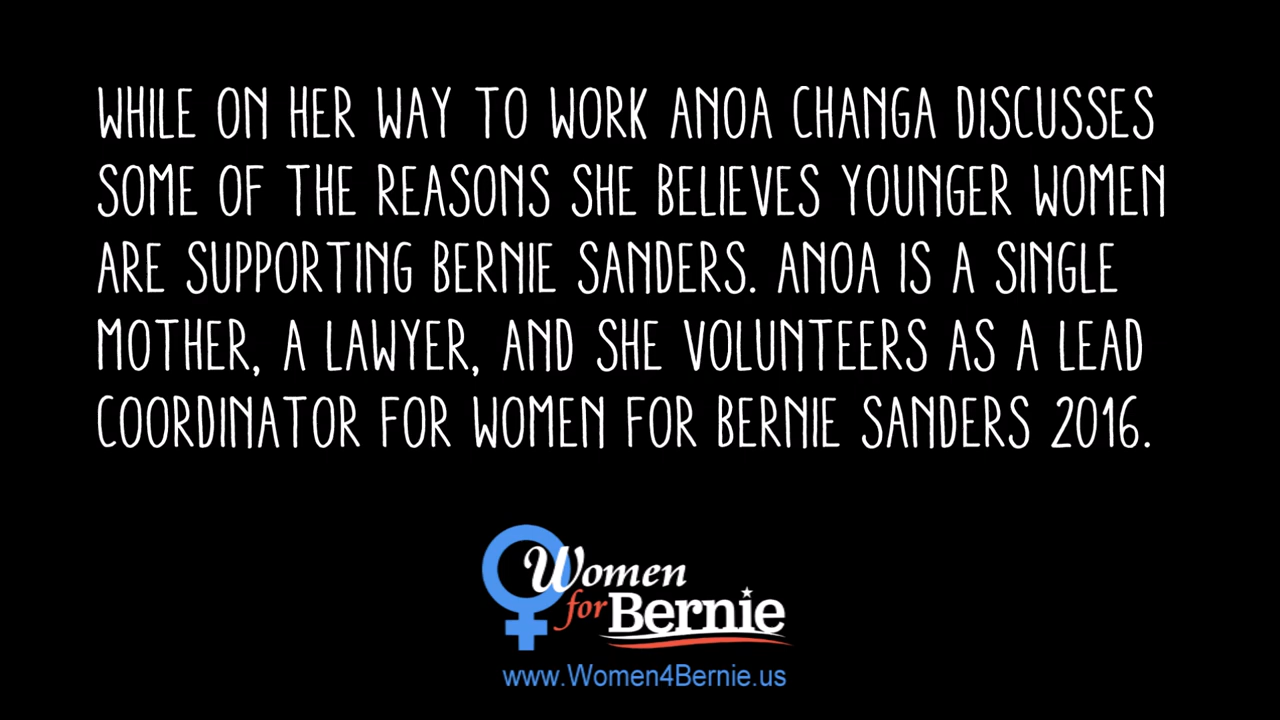 WHILE ON HER WAY TO WORK ANOA CHANGA DISCUSSES
SOME OF THE REASONS SHE BELIEVES YOUNGER WOMEN
ARE SUPPORTING BERNIE SANDERS. ANOA IS A SINGLE
MOTHER, A LAWYER, AND SHE VOLUNTEERS AS A LEAD
COORDINATOR FOR WOMEN FOR BERNIE SANDERS 2016.
Women
for Bernie
www.Women4Bernie.us